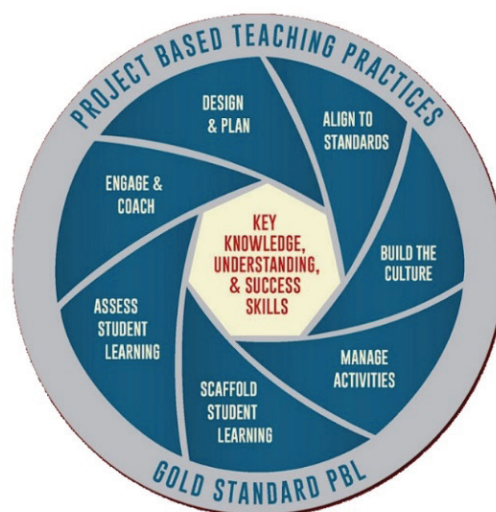 PROJECT BASED TEACHING PRACTICES
DESIGN
& PLAN
ALIGN TO
STANDARDS
BUILD THE
CULTURE
MANAGE
ACTIVITIES
SCAFFOLD
STUDENT
LEARNING
ASSESS
STUDENT
LEARNING
ENGAGE &
COACH
KEY
KNOWLEDGE,
UNDERSTANDING,
& SUCCESS
SKILLS
GOLD STANDARD PBL